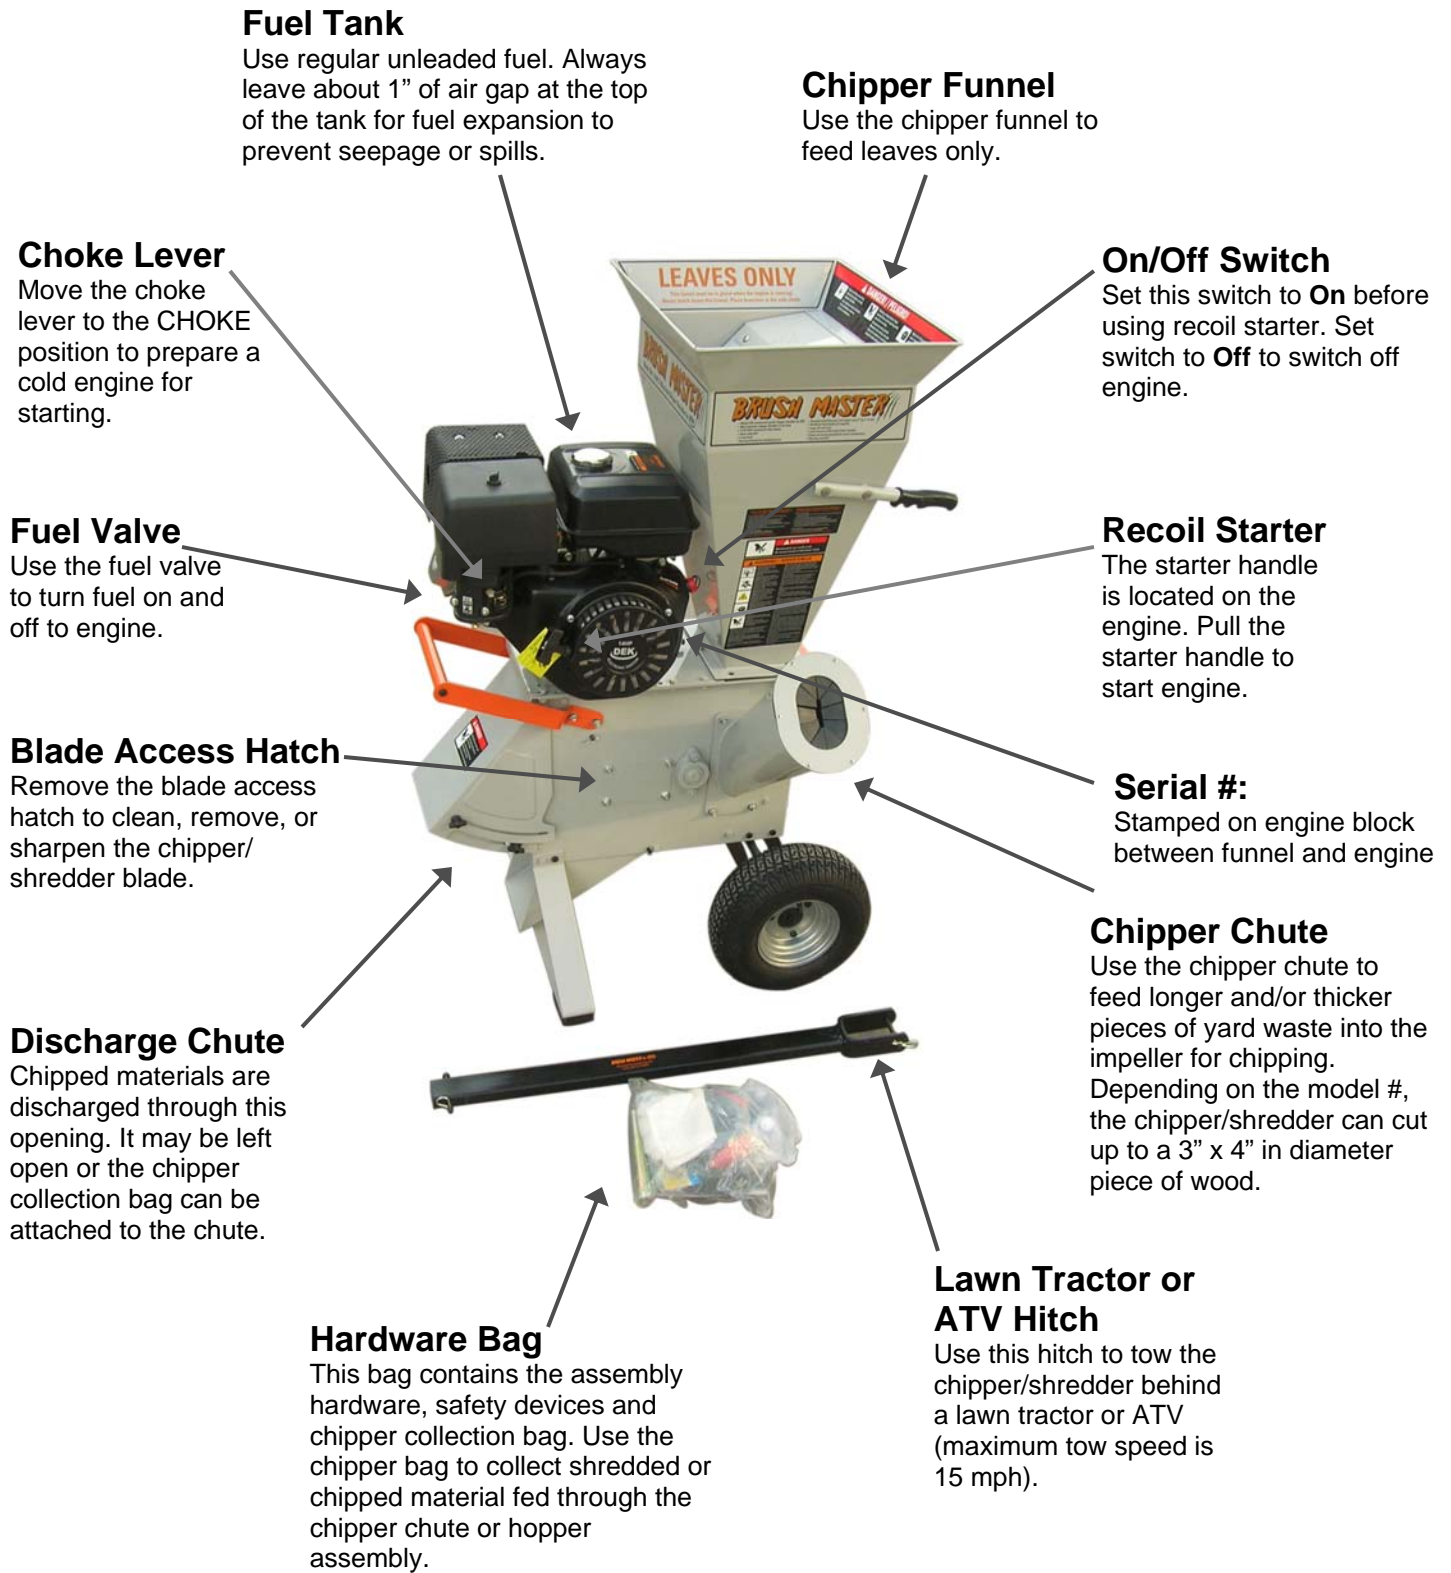 Fuel Tank
Use regular unleaded fuel. Always
leave about 1” of air gap at the top
of the tank for fuel expansion to
prevent seepage or spills.
Chipper Funnel
Use the chipper funnel to
feed leaves only.
Choke Lever
Move the choke
lever to the CHOKE
position to prepare a
cold engine for
starting.
On/Off Switch
Set this switch to On before
using recoil starter. Set
switch to Off to switch off
engine.
LEAVES ONLY
DANGER / PELIGRO
BRUSH MASTER
BRUSH MASTER
Fuel Valve
Use the fuel valve
to turn fuel on and
off to engine.
Recoil Starter
The starter handle
is located on the
engine. Pull the
starter handle to
start engine.
DANGER
DEK
Blade Access Hatch
Remove the blade access
hatch to clean, remove, or
sharpen the chipper/
shredder blade.
Serial #:
Stamped on engine block
between funnel and engine
Chipper Chute
Use the chipper chute to
feed longer and/or thicker
pieces of yard waste into the
impeller for chipping.
Depending on the model #,
the chipper/shredder can cut
up to a 3” x 4” in diameter
piece of wood.
Discharge Chute
Chipped materials are
discharged through this
opening. It may be left
open or the chipper
collection bag can be
attached to the chute.
Lawn Tractor or
ATV Hitch
Use this hitch to tow the
chipper/shredder behind
a lawn tractor or ATV
(maximum tow speed is
15 mph).
Hardware Bag
This bag contains the assembly
hardware, safety devices and
chipper collection bag. Use the
chipper bag to collect shredded or
chipped material fed through the
chipper chute or hopper
assembly.